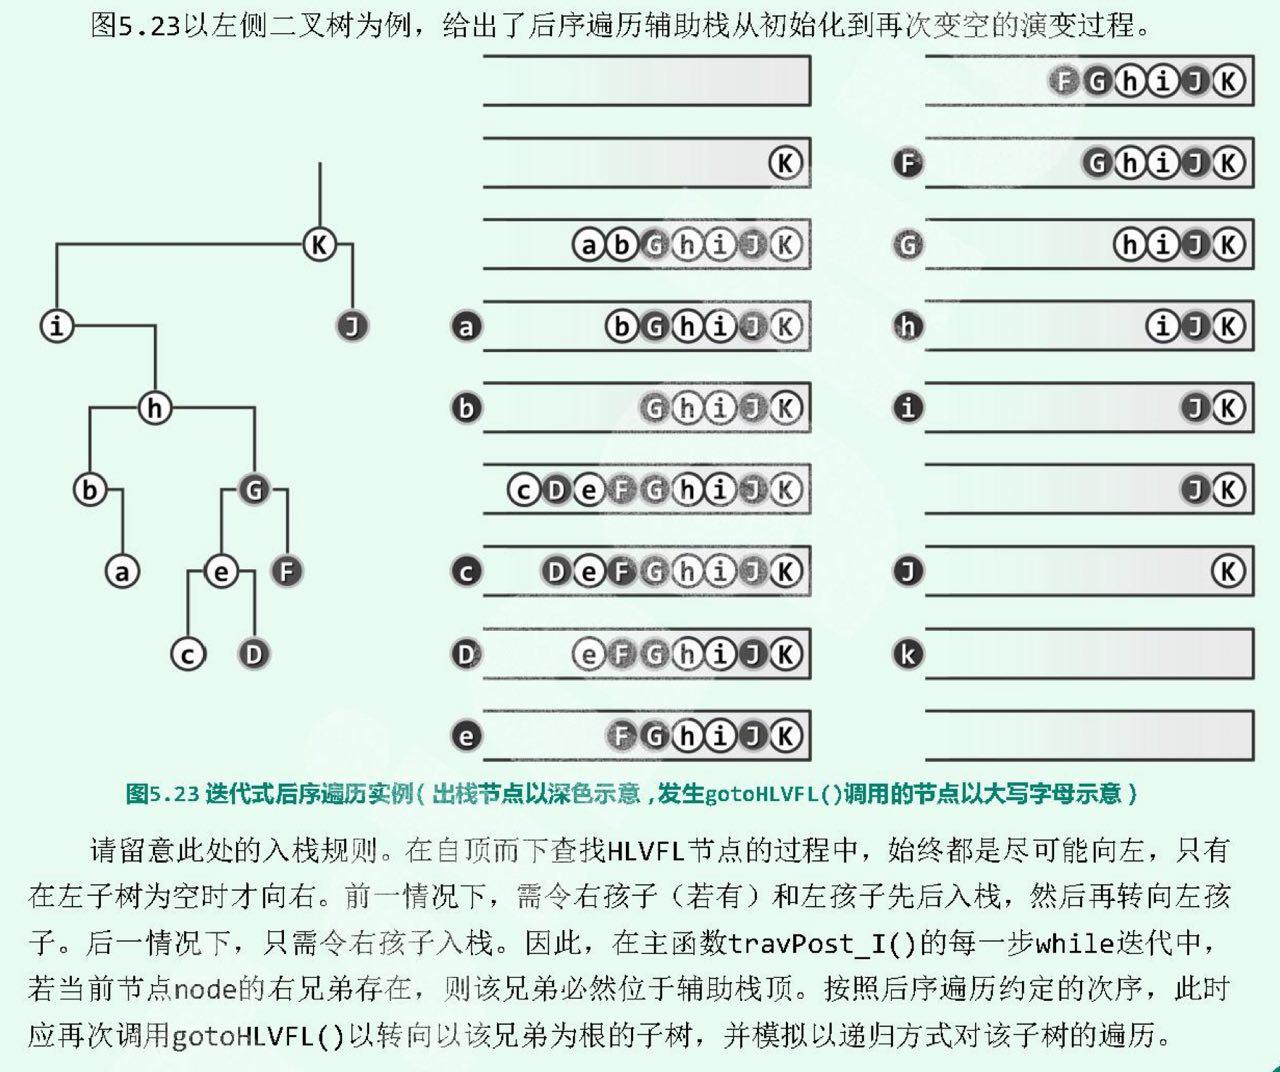 图5.23以左侧二叉树为例，给出了后序遍历辅助栈从初始化到再次变空的演变过程。
K
i
J
h
b
G
a
e
F
c
D
K
abGhiJK
a bGhiJK
b GhiJK
cDeFGhiJK
c DeFGhiJK
D eFGhiJK
e FGhiJK
FGhiJK
F GhiJK
G hiJK
h iJK
i JK
JK
J K
k
图5.23 迭代式后序遍历实例(出栈节点以深色示意,发生gotoHLVFL()调用的节点以大写字母示意)
请留意此处的入栈规则。在自顶而下查找HLVFL节点的过程中，始终都是尽可能向左，只有
在左子树为空时才向右。前一情况下，需令右孩子（若有）和左孩子先后入栈，然后再转向左孩
子。后一情况下，只需令右孩子入栈。因此，在主函数travPost_I()的每一步while迭代中，
若当前节点node的右兄弟存在，则该兄弟必然位于辅助栈顶。按照后序遍历约定的次序，此时
应再次调用gotoHLVFL()以转向以该兄弟为根的子树，并模拟以递归方式对该子树的遍历。